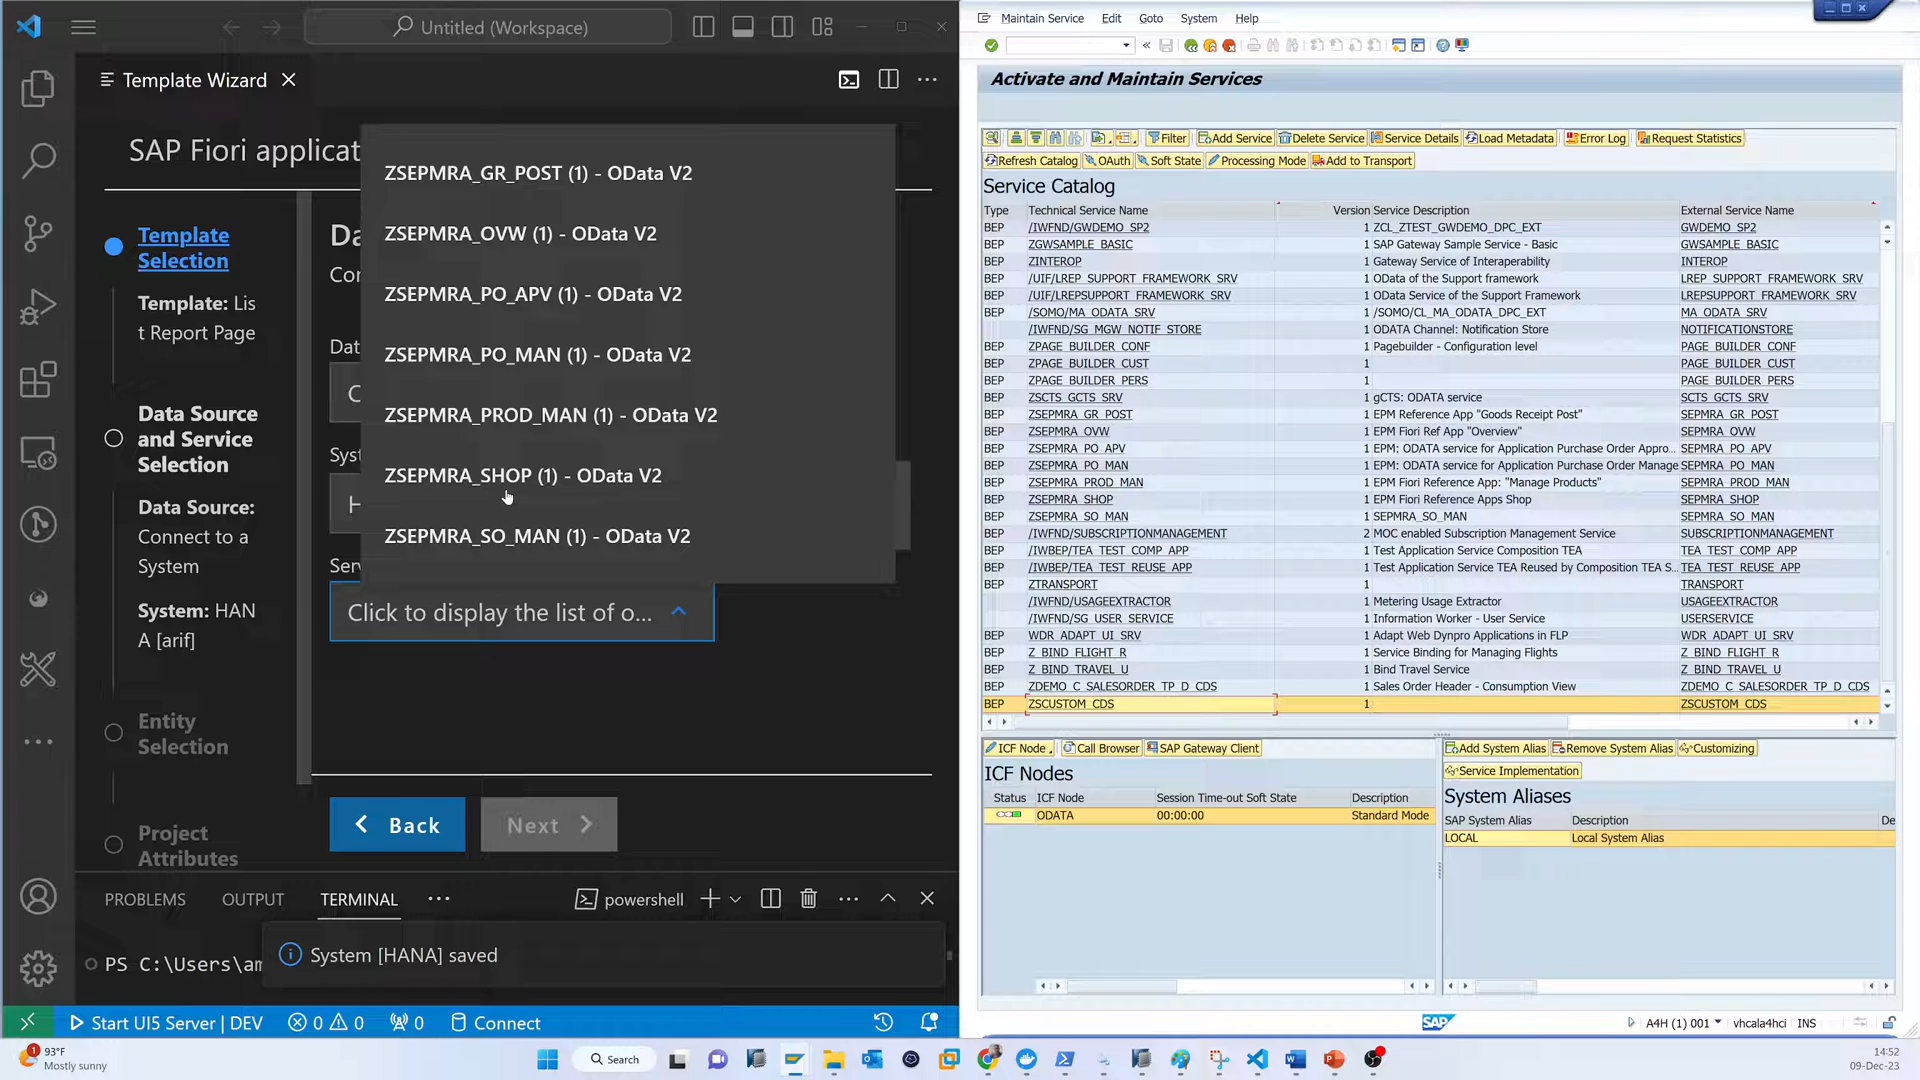 Untitled (Workspace)
Template Wizard
SAP Fiori applicat
Template
Selection
Template: Lis
t Report Page
Data Source
and Service
Selection
Data Source:
Connect to a
System
System: HAN
A [arif]
Entity
Selection
Project
Attributes
Da
Con
Dat
C
Syst
H
Serv
ZSEPMRA_GR_POST (1) - OData V2
ZSEPMRA_OVW (1) - OData V2
ZSEPMRA_PO_APV (1) - OData V2
ZSEPMRA_PO_MAN (1) - OData V2
ZSEPMRA_PROD_MAN (1) - OData V2
ZSEPMRA_SHOP (1) - OData V2
ZSEPMRA_SO_MAN (1) - OData V2
Click to display the list of o...
Back
Next
PROBLEMS OUTPUT TERMINAL
powershell
PS C:\Users\am
System [HANA] saved
Start UI5 Server | DEV 0 0 0 Connect
Maintain Service Edit Goto System Help
Activate and Maintain Services
Filter Add Service Delete Service Service Details Load Metadata Error Log Request Statistics
Refresh Catalog OAuth Soft State Processing Mode Add to Transport
Service Catalog
Type Technical Service Name Version Service Description External Service Name
BEP /IWFND/GWDEMO_SP2 1 ZCL_ZTEST_GWDEMO_DPC_EXT GWDEMO_SP2
BEP ZGWSAMPLE_BASIC 1 SAP Gateway Sample Service - Basic GWSAMPLE_BASIC
BEP ZINTEROP 1 Gateway Service of Interoperability INTEROP
BEP /UIF/LREP_SUPPORT_FRAMEWORK_SRV 1 OData of the Support framework LREP_SUPPORT_FRAMEWORK_SRV
BEP /UIF/LREPSUPPORT_FRAMEWORK_SRV 1 OData Service of the Support Framework LREPSUPPORT_FRAMEWORK_SRV
BEP /SOMO/MA_ODATA_SRV 1 /SOMO/CL_MA_ODATA_DPC_EXT MA_ODATA_SRV
/IWFND/SG_MGW_NOTIF_STORE 1 ODATA Channel: Notification Store NOTIFICATIONSTORE
BEP ZPAGE_BUILDER_CONF 1 Pagebuilder - Configuration level PAGE_BUILDER_CONF
BEP ZPAGE_BUILDER_CUST 1 PAGE_BUILDER_CUST
BEP ZPAGE_BUILDER_PERS 1 PAGE_BUILDER_PERS
BEP ZSCTS_GCTS_SRV 1 gCTS: ODATA service SCTS_GCTS_SRV
BEP ZSEPMRA_GR_POST 1 EPM Reference App "Goods Receipt Post" SEPMRA_GR_POST
BEP ZSEPMRA_OVW 1 EPM Fiori Ref App "Overview" SEPMRA_OVW
BEP ZSEPMRA_PO_APV 1 EPM: ODATA service for Application Purchase Order Appro... SEPMRA_PO_APV
BEP ZSEPMRA_PO_MAN 1 EPM: ODATA service for Application Purchase Order Manage SEPMRA_PO_MAN
BEP ZSEPMRA_PROD_MAN 1 EPM Fiori Reference App: "Manage Products" SEPMRA_PROD_MAN
BEP ZSEPMRA_SHOP 1 EPM Fiori Reference Apps Shop SEPMRA_SHOP
BEP ZSEPMRA_SO_MAN 1 SEPMRA_SO_MAN SEPMRA_SO_MAN
BEP /IWFND/SUBSCRIPTIONMANAGEMENT 2 MOC enabled Subscription Management Service SUBSCRIPTIONMANAGEMENT
BEP /IWBEP/TEA_TEST_COMP_APP 1 Test Application Service Composition TEA TEA_TEST_COMP_APP
BEP /IWBEP/TEA_TEST_REUSE_APP 1 Test Application Service TEA Reused by Composition TEA S... TEA_TEST_REUSE_APP
BEP ZTRANSPORT 1 TRANSPORT
/IWFND/USAGEEXTRACTOR 1 Metering Usage Extractor USAGEEXTRACTOR
/IWFND/SG_USER_SERVICE 1 Information Worker - User Service USERSERVICE
BEP WDR_ADAPT_UI_SRV 1 Adapt Web Dynpro Applications in FLP WDR_ADAPT_UI_SRV
BEP Z_BIND_FLIGHT_R 1 Service Binding for Managing Flights Z_BIND_FLIGHT_R
BEP Z_BIND_TRAVEL_U 1 Bind Travel Service Z_BIND_TRAVEL_U
BEP ZDEMO_C_SALESORDER_TP_D_CDS 1 Sales Order Header - Consumption View ZDEMO_C_SALESORDER_TP_D_CDS
BEP ZSCUSTOM_CDS 1 ZSCUSTOM_CDS
ICF Node Call Browser SAP Gateway Client
ICF Nodes
Status ICF Node Session Time-out Soft State Description
ODATA 00:00:00 Standard Mode
Add System Alias Remove System Alias Customizing
Service Implementation
System Aliases
SAP System Alias Description De
LOCAL Local System Alias
SAP A4H (1) 001 vhcala4hci INS
1 93°F
Mostly sunny
Search
14:52
09-Dec-23